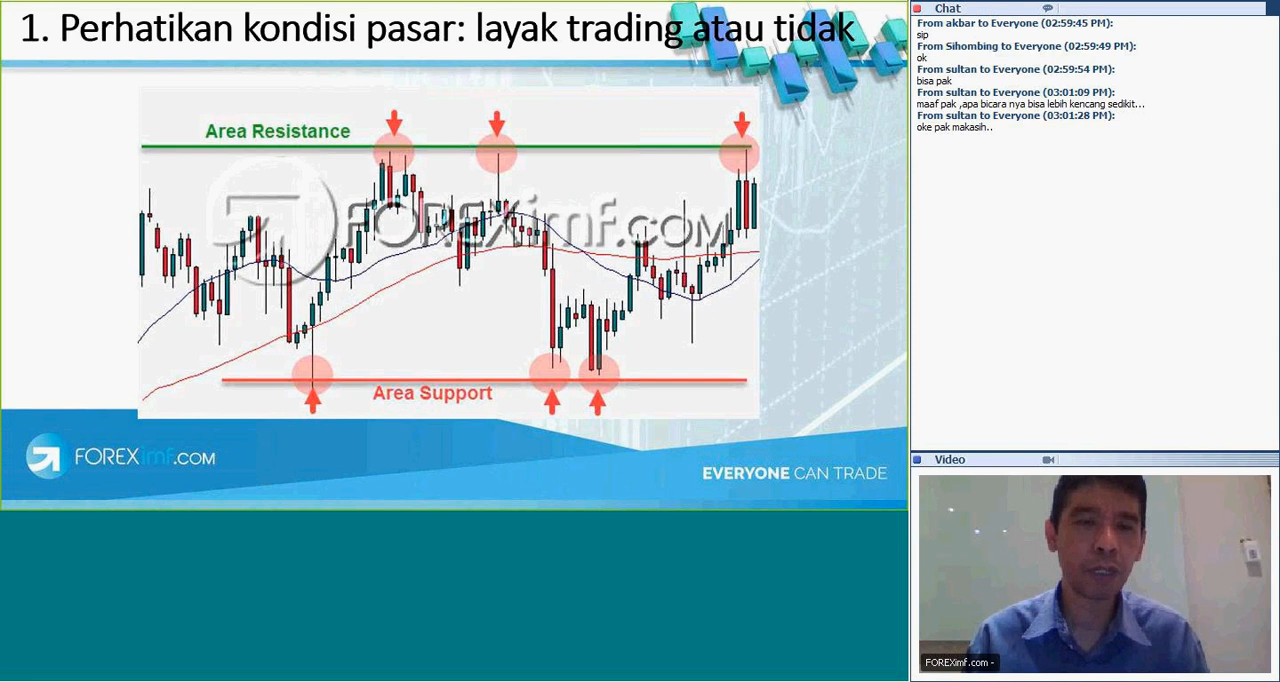 1. Perhatikan kondisi pasar: layak trading atau tidak
Area Resistance
FOREXimf.COM
Area Support
FOREXimf.COM
EVERYONE CAN TRADE
Chat
From akbar to Everyone (02:59:45 PM):
sip
From Sihombing to Everyone (02:59:49 PM):
ok
From sultan to Everyone (02:59:54 PM):
bisa pak
From sultan to Everyone (03:01:09 PM):
maaf pak ,apa bicara nya bisa lebih kencang sedikit...
From sultan to Everyone (03:01:28 PM):
oke pak makasih..
Video
FOREXimf.com -